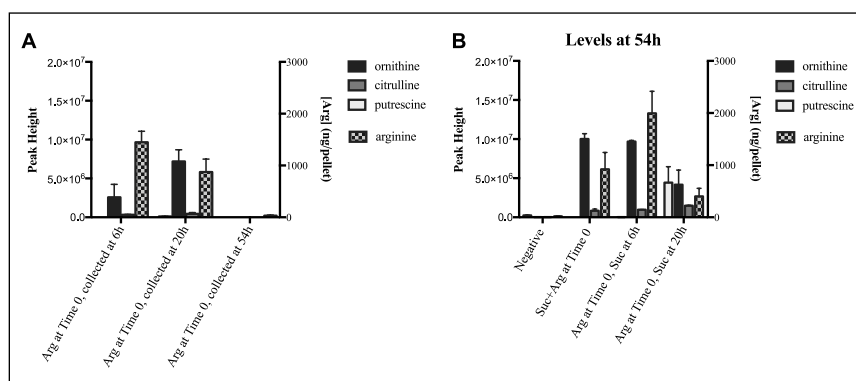 A
B
Levels at 54h
2.0×10⁷
1.5×10⁷
1.0×10⁷
5.0×10⁶
0.0
Peak Height
3000
2000
1000
0
[Arg] (ng/pellet)
ornithine
citrulline
putrescine
arginine
Arg at Time 0, collected at 6h
Arg at Time 0, collected at 20h
Arg at Time 0, collected at 54h
2.0×10⁷
1.5×10⁷
1.0×10⁷
5.0×10⁶
0.0
Peak Height
3000
2000
1000
0
[Arg] (ng/pellet)
ornithine
citrulline
putrescine
arginine
Negative
Suc+Arg at Time 0
Arg at Time 0, Suc at 6h
Arg at Time 0, Suc at 20h